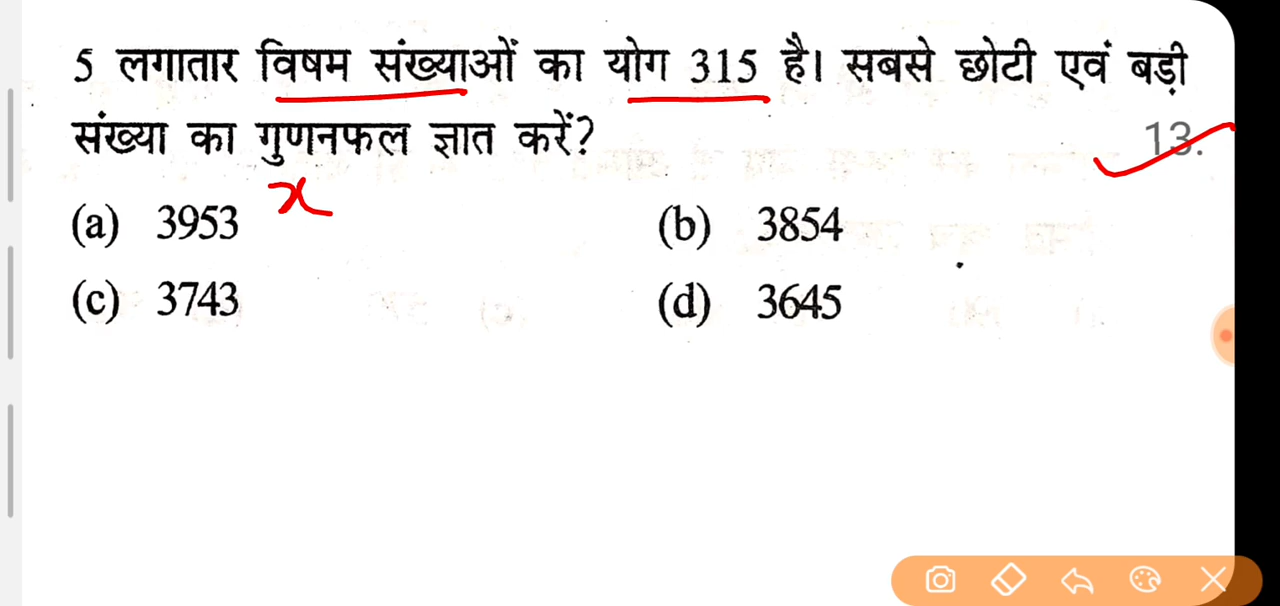 5 लगातार विषम संख्याओं का योग 315 है। सबसे छोटी एवं बड़ी
संख्या का गुणनफल ज्ञात करें?
13.
x
(a) 3953 (b) 3854
(c) 3743 (d) 3645